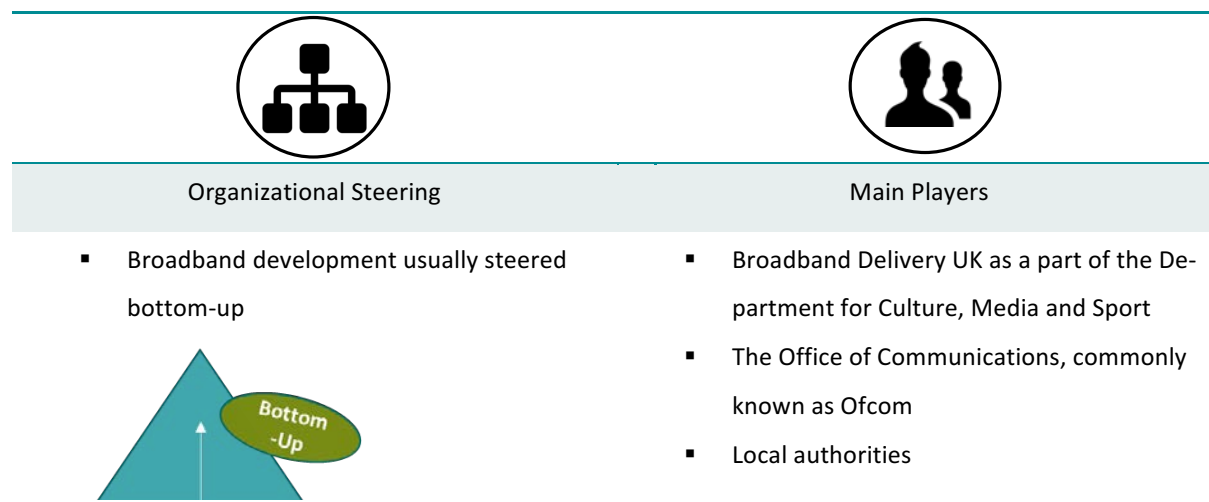 Organizational Steering
Main Players
▪ Broadband development usually steered
bottom-up
Bottom
-Up
▪ Broadband Delivery UK as a part of the De-
partment for Culture, Media and Sport
▪ The Office of Communications, commonly
known as Ofcom
▪ Local authorities